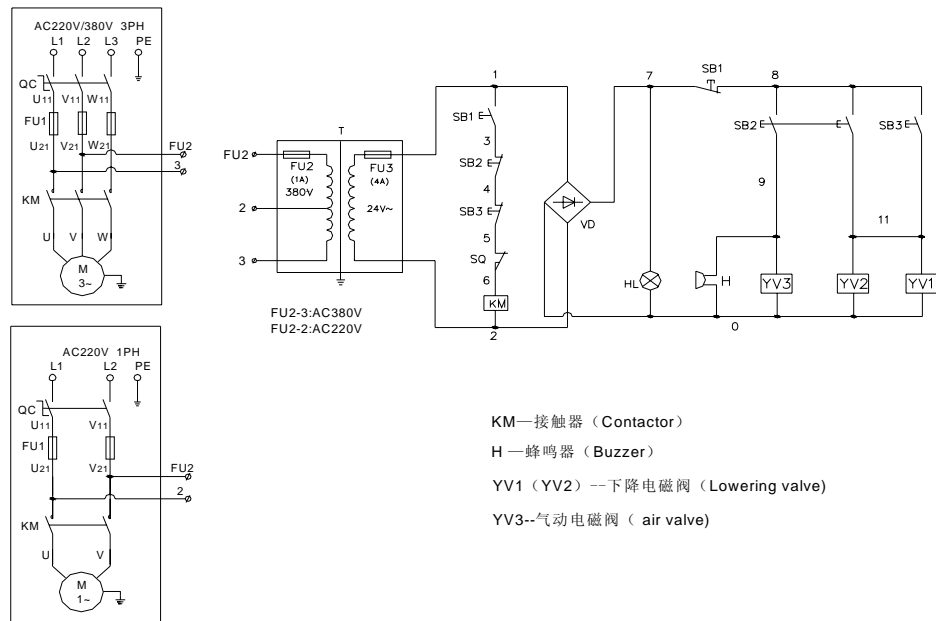 AC220V/380V 3PH
L1 L2 L3 PE
QC
U11 V11 W11
FU1
U21 V21 W21
FU2
3
KM
U V W
M
3~
T
FU2
FU2
(1A)
380V
FU3
(4A)
24V~
2
3
FU2-3:AC380V
FU2-2:AC220V
1
SB1
3
SB2
4
SB3
5
SQ
6
KM
2
VD
7
SB1
8
SB2
SB3
9
11
HL
H
YV3
YV2
YV1
0
AC220V 1PH
L1 L2 PE
QC
U11 V11
FU1
U21 V21
FU2
2
KM
U V
M
1~
KM—接触器（Contactor）
H —蜂鸣器（Buzzer）
YV1（YV2）--下降电磁阀（Lowering valve)
YV3--气动电磁阀（ air valve)